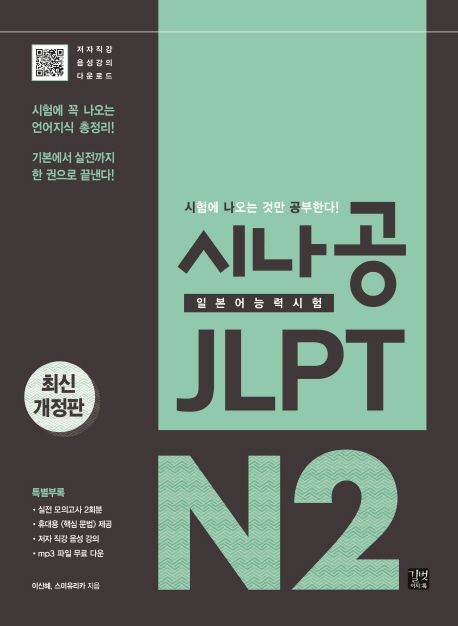 저자직강
음성강의
다운로드
시험에 꼭 나오는
언어지식 총정리!
기본에서 실전까지
한 권으로 끝낸다!
시험에 나오는 것만 공부한다!
시나공
일본어능력시험
JLPT
N2
최신
개정판
특별부록
• 실전 모의고사 2회분
• 휴대용 <핵심 문법> 제공
• 저자 직강 음성 강의
• mp3 파일 무료 다운
이신혜, 스미유리카 지음
길벗
이지:톡